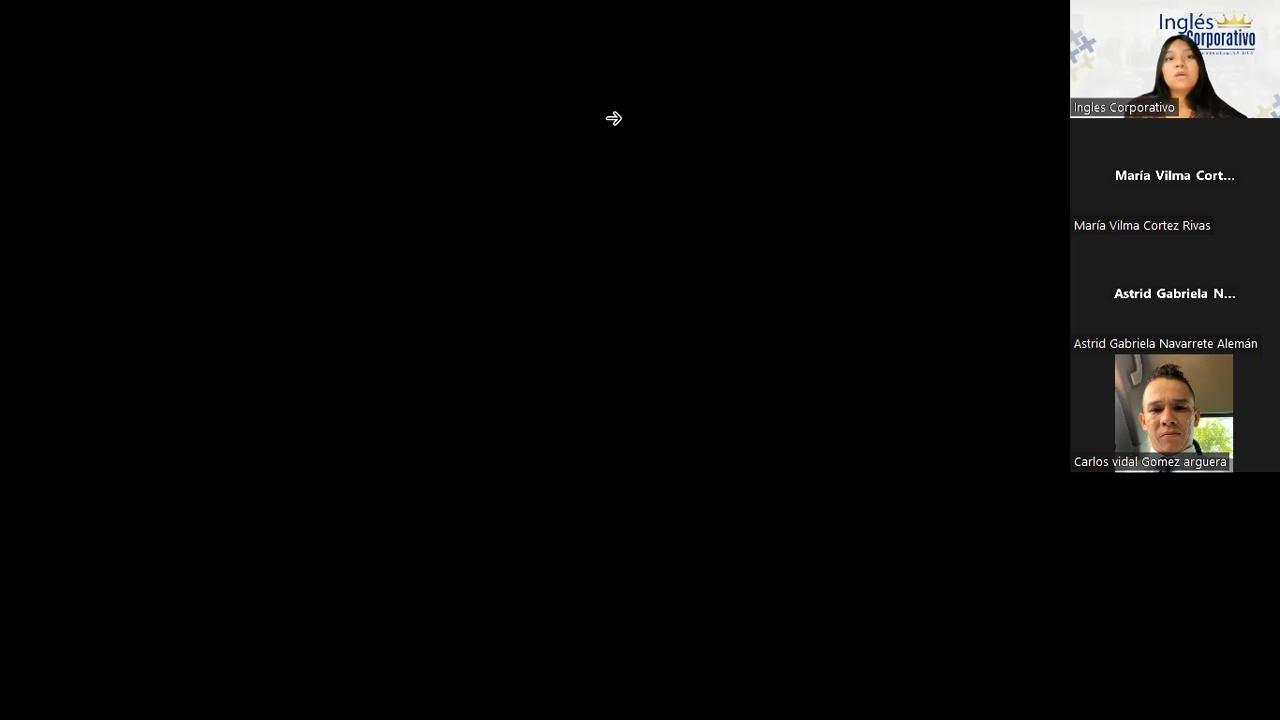 Inglés
Corporativo
Ingles Corporativo
María Vilma Cort...
María Vilma Cortez Rivas
Astrid Gabriela N...
Astrid Gabriela Navarrete Alemán
Carlos vidal Gomez arguera